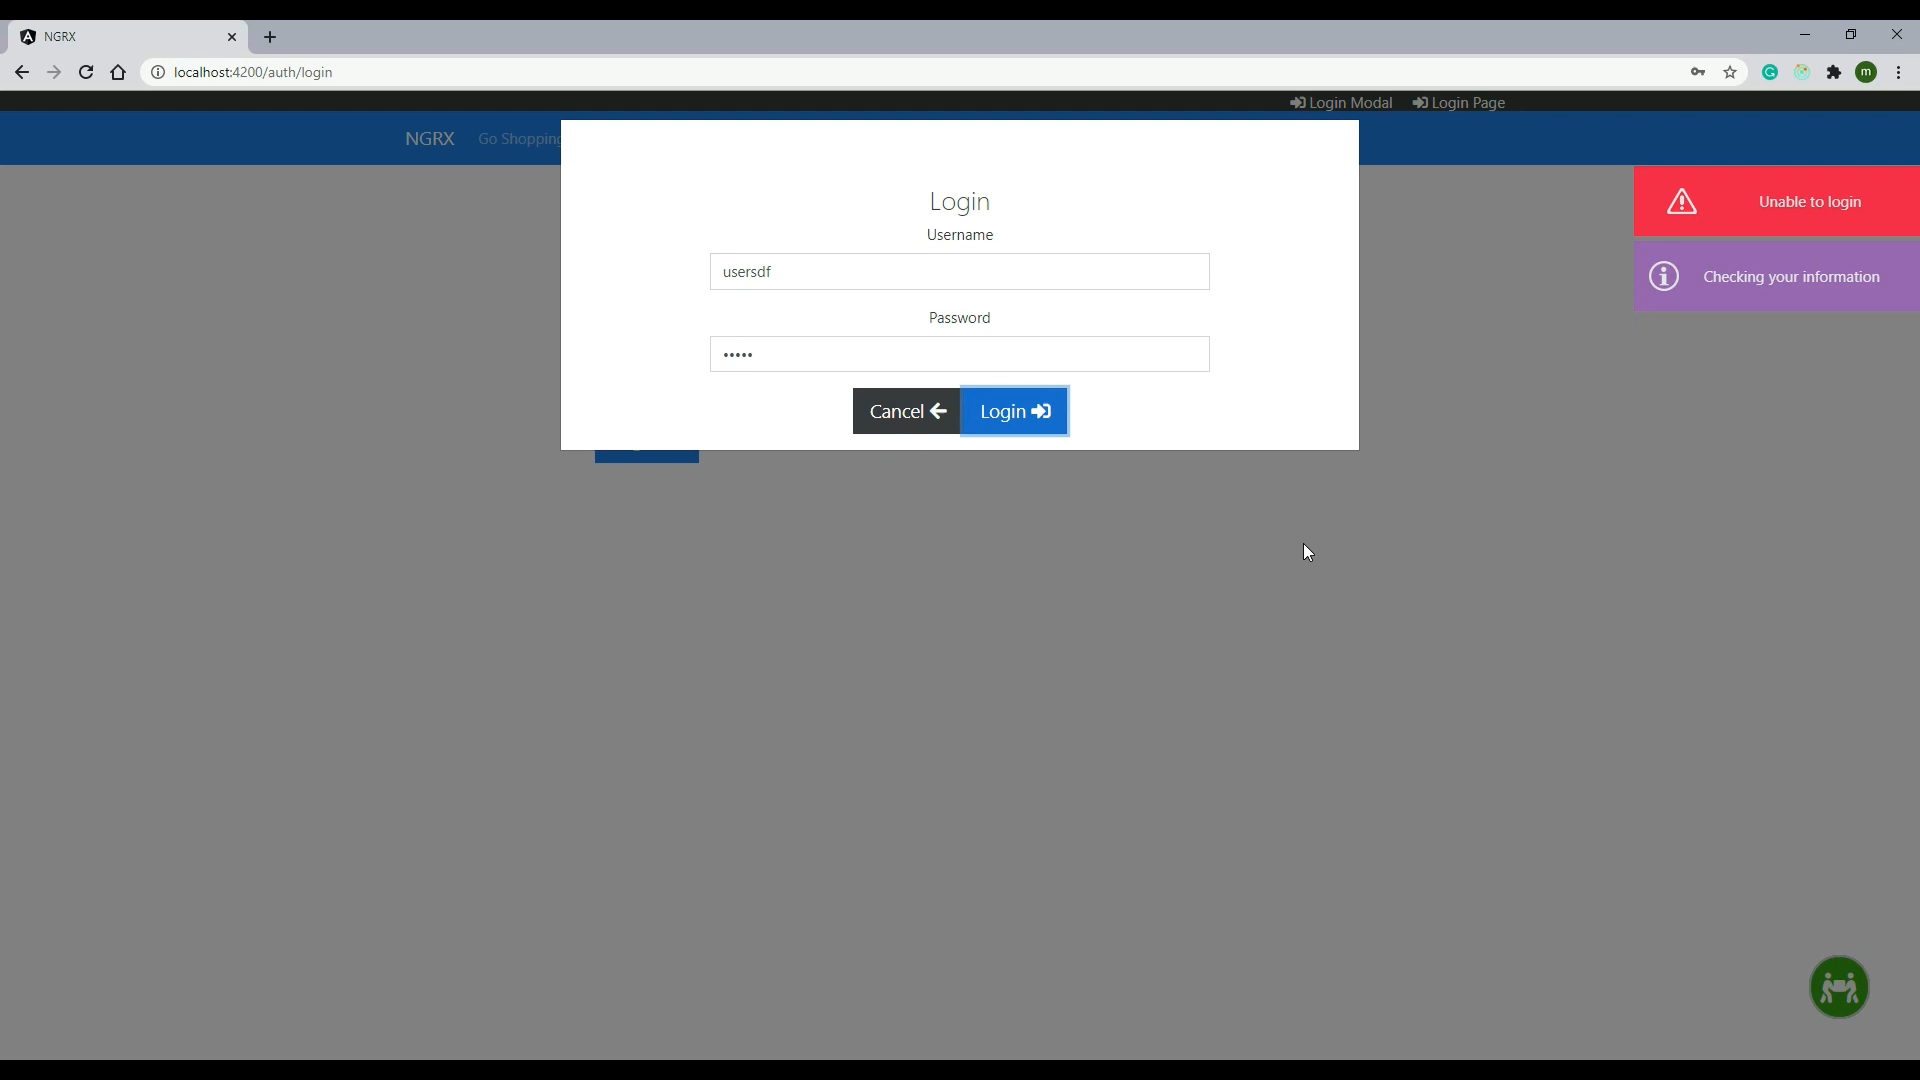 NGRX
localhost:4200/auth/login
m
Login Modal Login Page
NGRX Go Shopping
Unable to login
Checking your information
Login
Username
usersdf
Password
•••••
Cancel Login